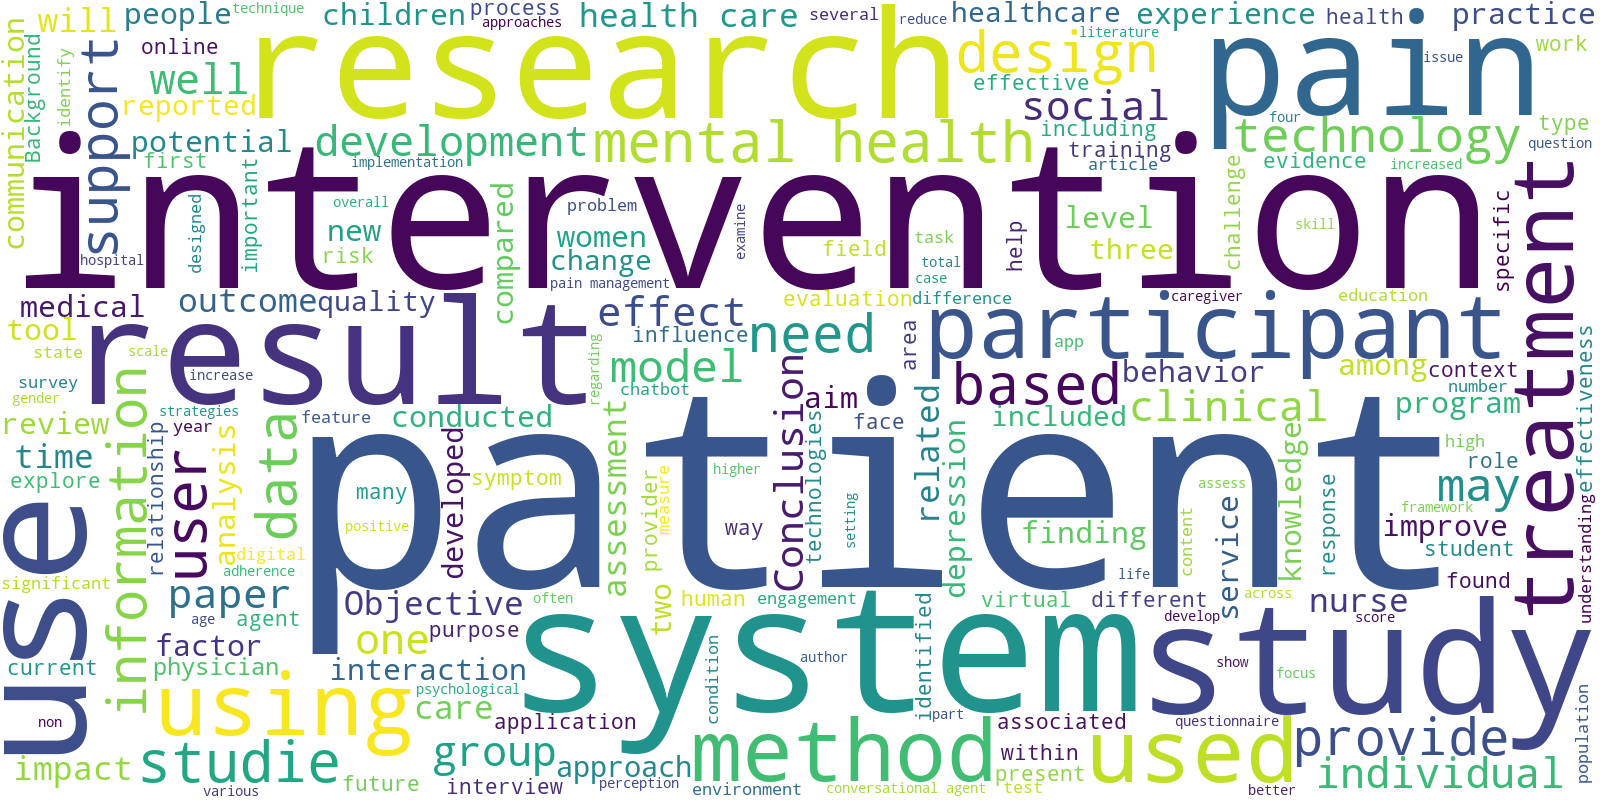 will
people
technique
children
process
approaches
health care
several
reduce
healthcare
literature
experience
health
practice
communication
Background
identify
support
online
well
reported
research
design
effective
social
pain
issue
work
potential
first
development
implementation
mental health
including
training
article
four
technology
evidence
increased
type
question
intervention
hospital
designed
important
overall
new
risk
compared
problem
women
change
pain management
examine
field
task
total
case
help
level
three
challenge
skill
specific
treatment
medical
outcome
quality
tool
state
scale
result
increase
effect
influence
regarding
need
evaluation
difference
participant
caregiver
education
area
app
model
chatbot
survey
gender
strategies
year
feature
conducted
Conclusion
aim
face
based
behavior
among
context
number
effectiveness
included
clinical
program
review
time
explore
information
relationship
user
analysis
data
developed
symptom
many
positive
assessment
provider
measure
higher
way
technologies
setting
related
depression
finding
content
assess
service
knowledge
response
high
role
framework
may
improve
student
understanding
use
significant
digital
adherence
patient
life
found
paper
age
agent
factor
Objective
one
purpose
often
two
human
engagement
identified
virtual
different
develop
across
nurse
score
current
physician
interaction
psychological
system
condition
author
study
show
focus
non
using
care
application
part
associated
questionnaire
population
impact
studie
various
future
group
interview
approach
perception
method
environment
conversational agent
within
present
test
used
better
provide
individual